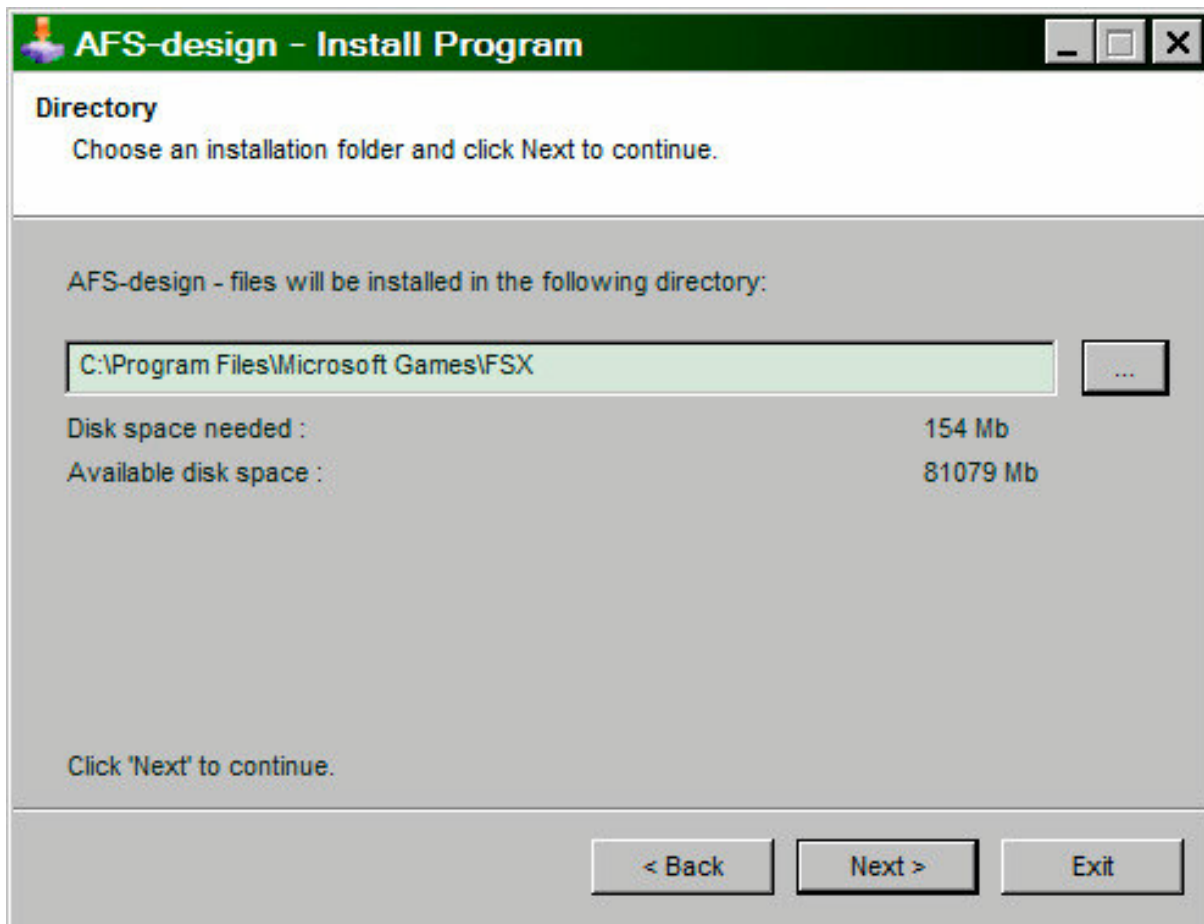 AFS-design - Install Program
Directory
Choose an installation folder and click Next to continue.
AFS-design - files will be installed in the following directory:
C:\Program Files\Microsoft Games\FSX
...
Disk space needed : 154 Mb
Available disk space : 81079 Mb
Click 'Next' to continue.
< Back Next > Exit